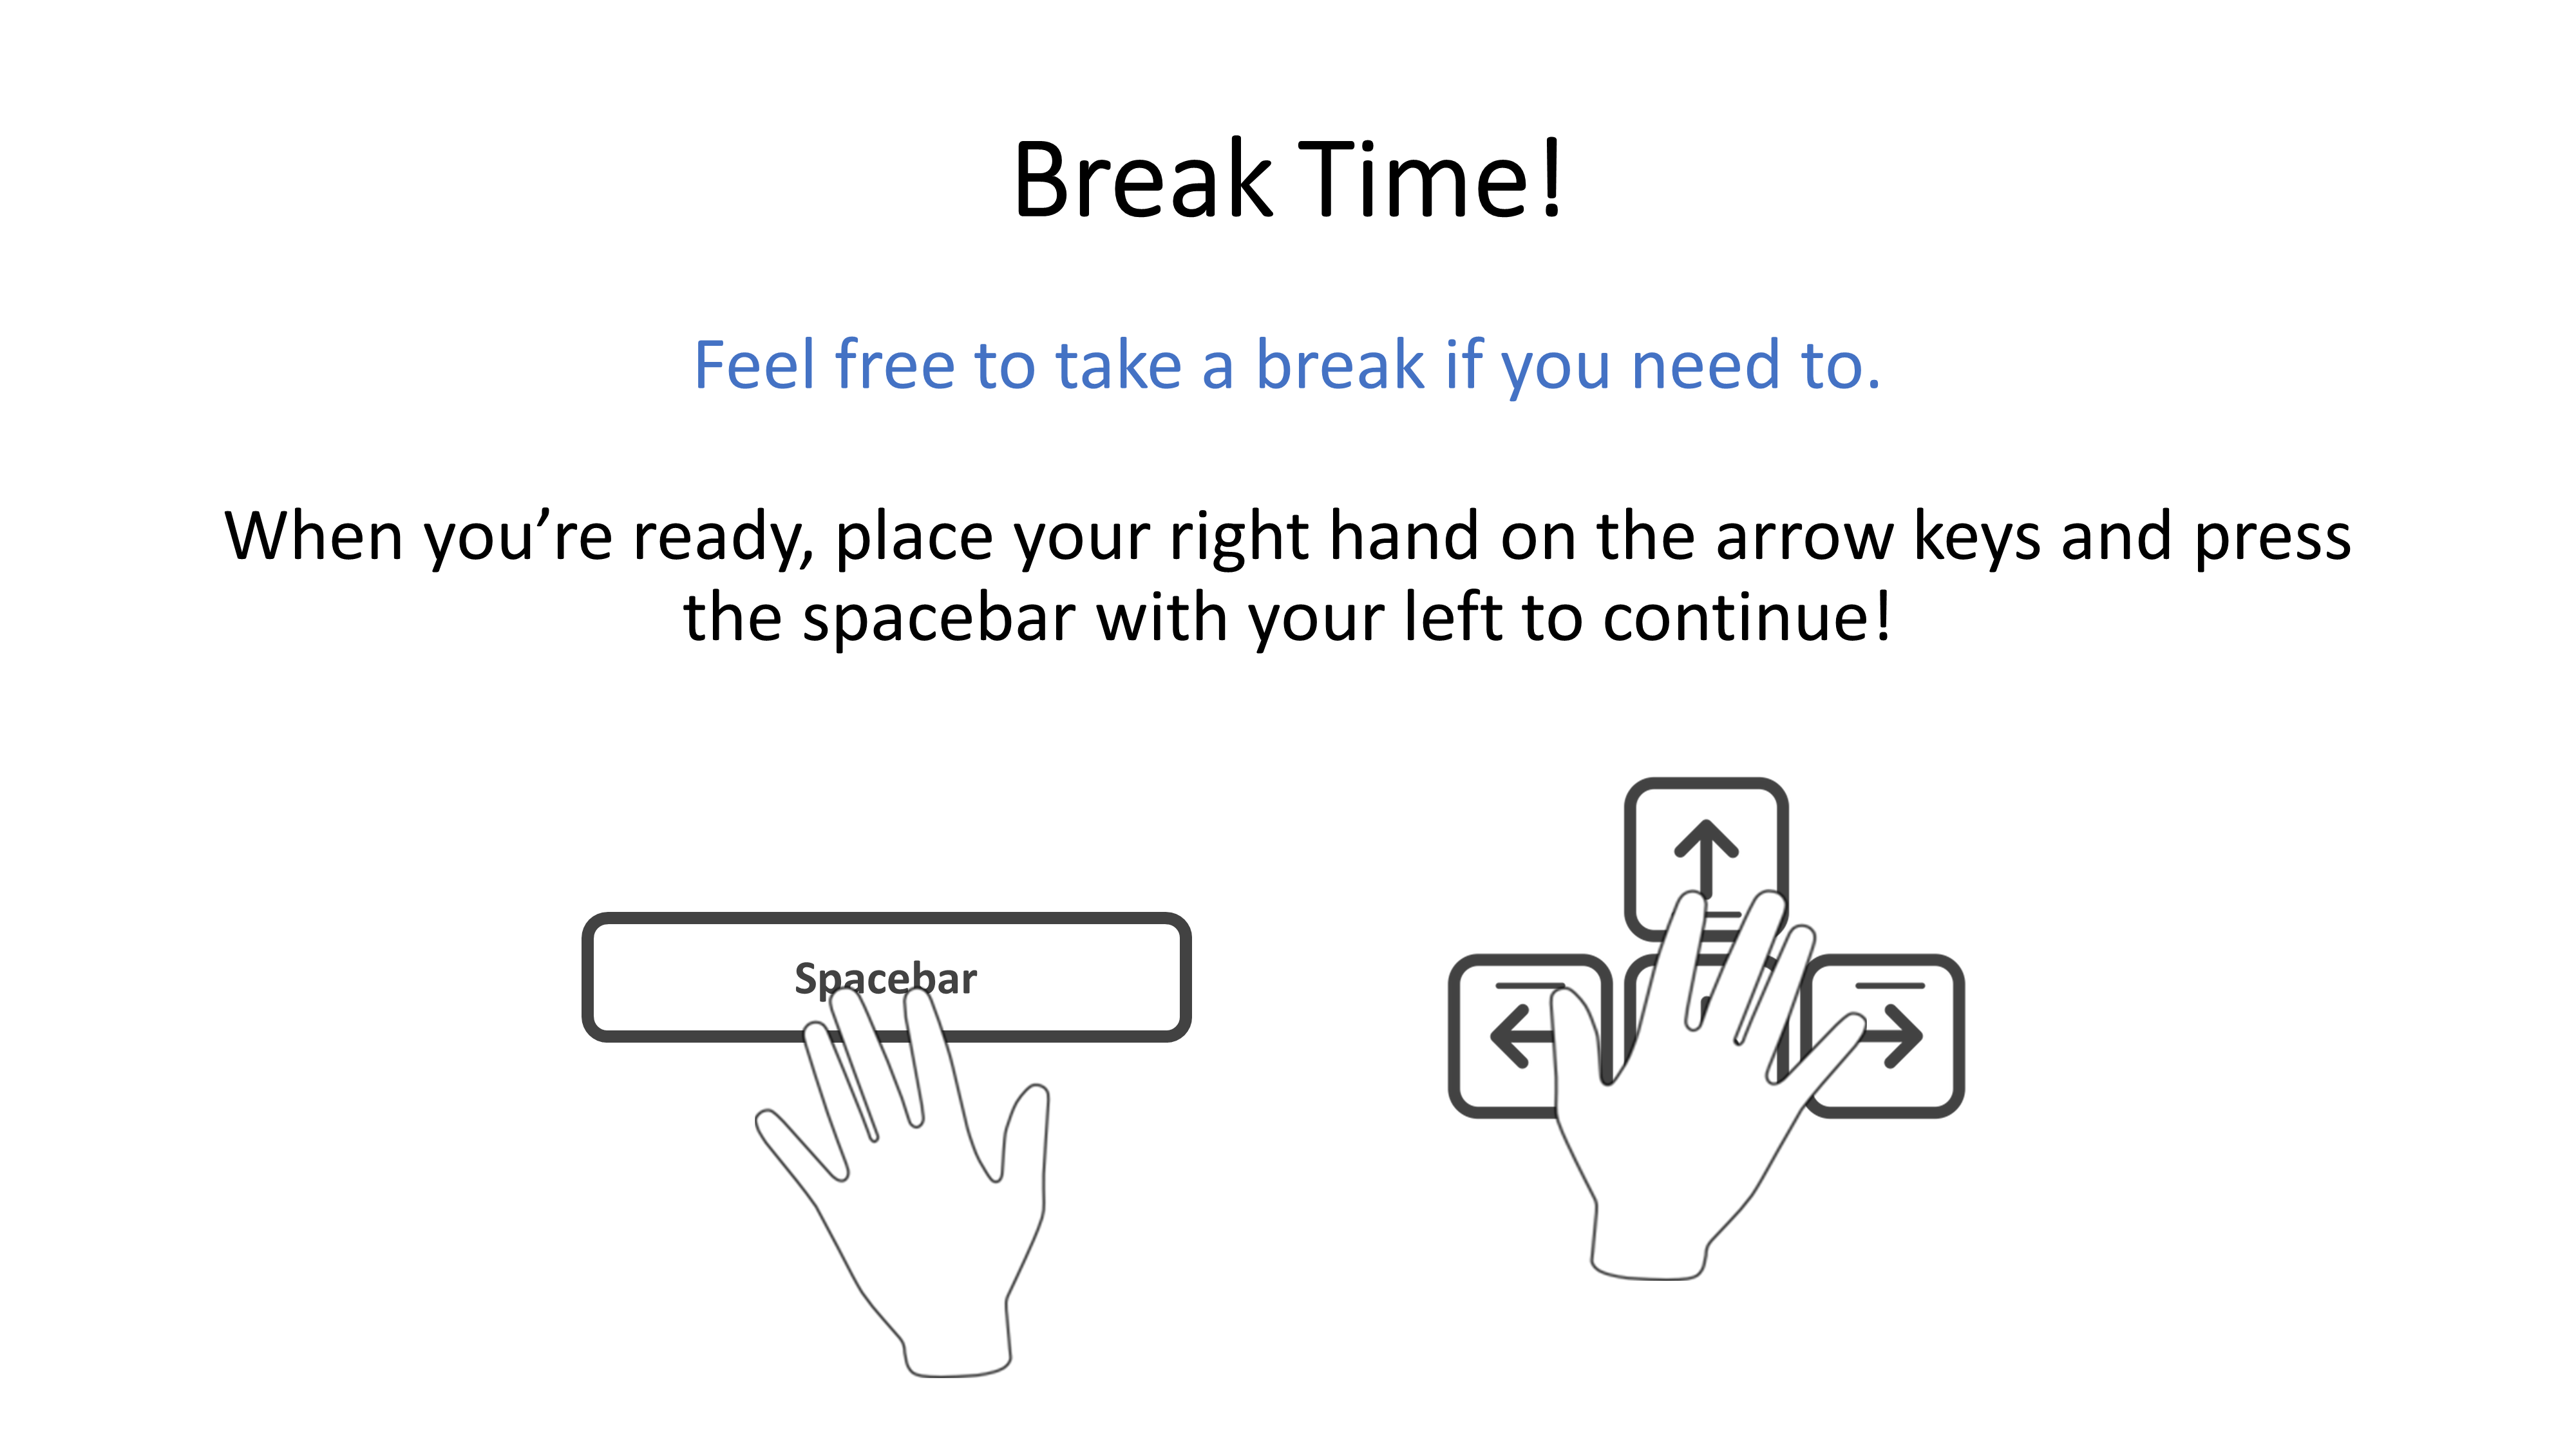 Break Time!
Feel free to take a break if you need to.
When you’re ready, place your right hand on the arrow keys and press
the spacebar with your left to continue!
Spacebar